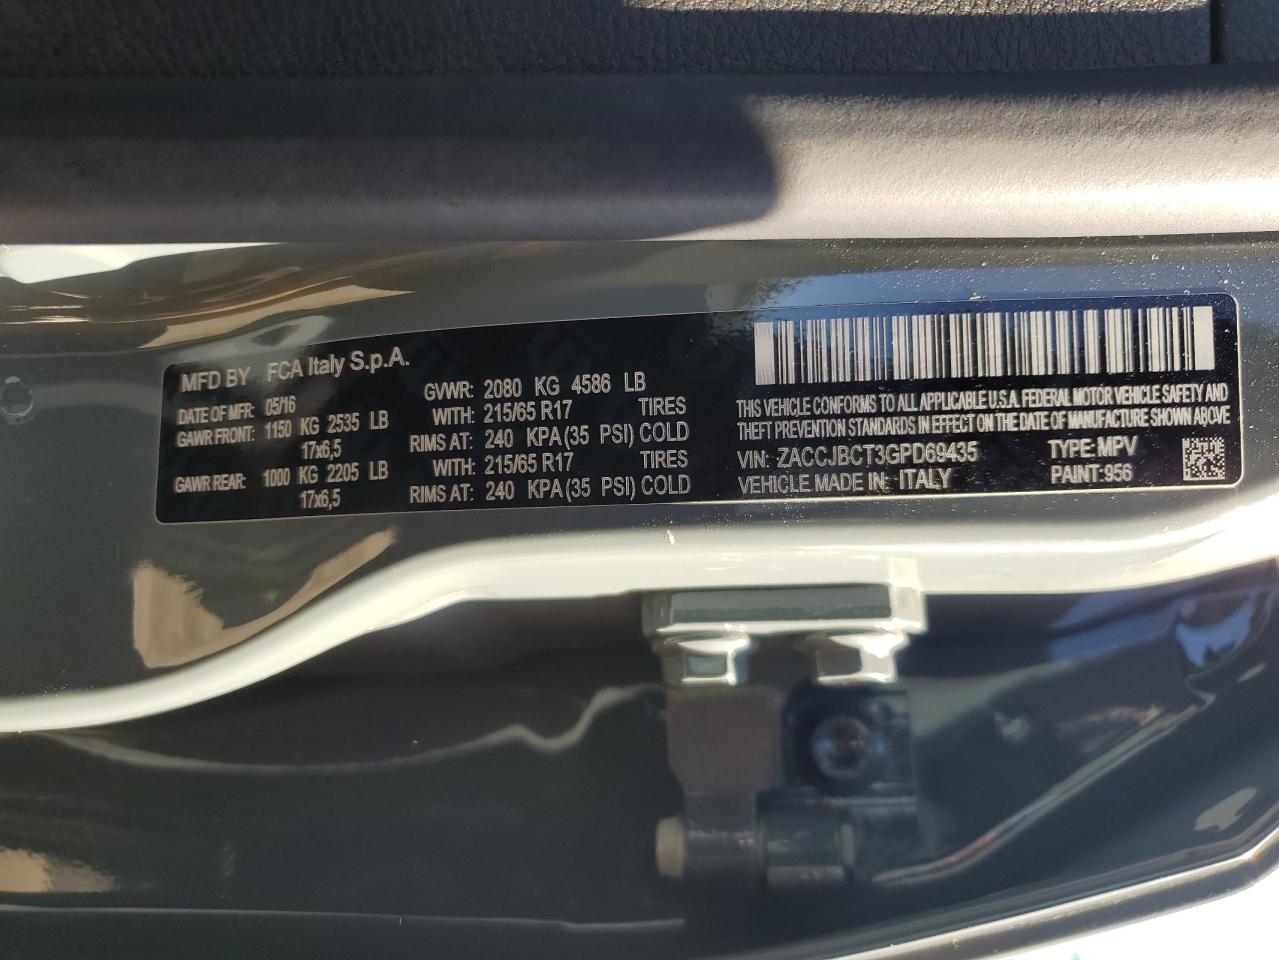 MFD BY FCA Italy S.p.A.
DATE OF MFR: 05/16 GVWR: 2080 KG 4586 LB
GAWR FRONT: 1150 KG 2535 LB WITH: 215/65 R17 TIRES
17x6,5 RIMS AT: 240 KPA(35 PSI) COLD
GAWR REAR: 1000 KG 2205 LB WITH: 215/65 R17 TIRES
17x6,5 RIMS AT: 240 KPA(35 PSI) COLD
THIS VEHICLE CONFORMS TO ALL APPLICABLE U.S.A. FEDERAL MOTOR VEHICLE SAFETY AND
THEFT PREVENTION STANDARDS IN EFFECT ON THE DATE OF MANUFACTURE SHOWN ABOVE
VIN: ZACCJBCT3GPD69435 TYPE: MPV
VEHICLE MADE IN: ITALY PAINT: 956